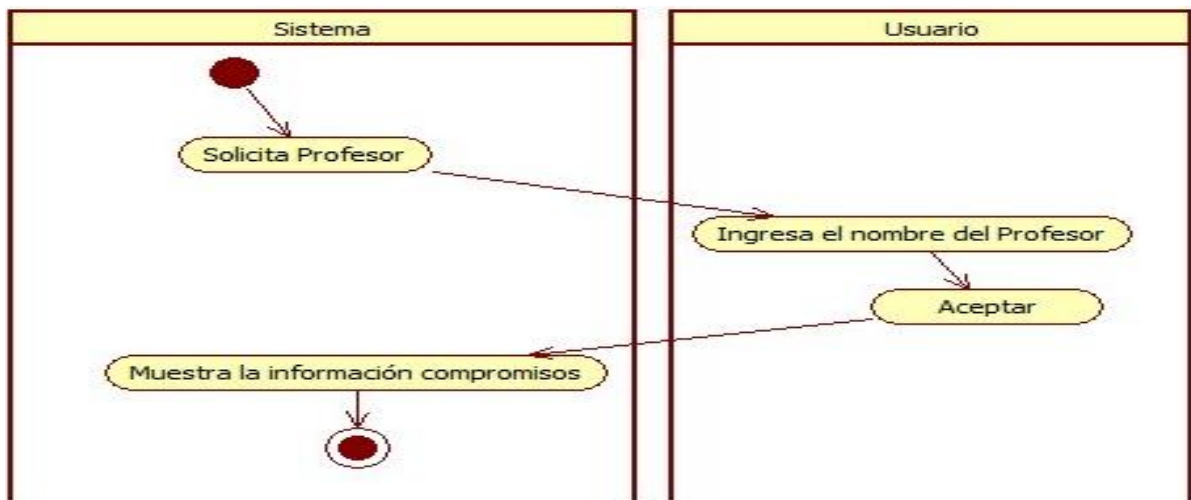 Sistema
Usuario
Solicita Profesor
Ingresa el nombre del Profesor
Aceptar
Muestra la información compromisos